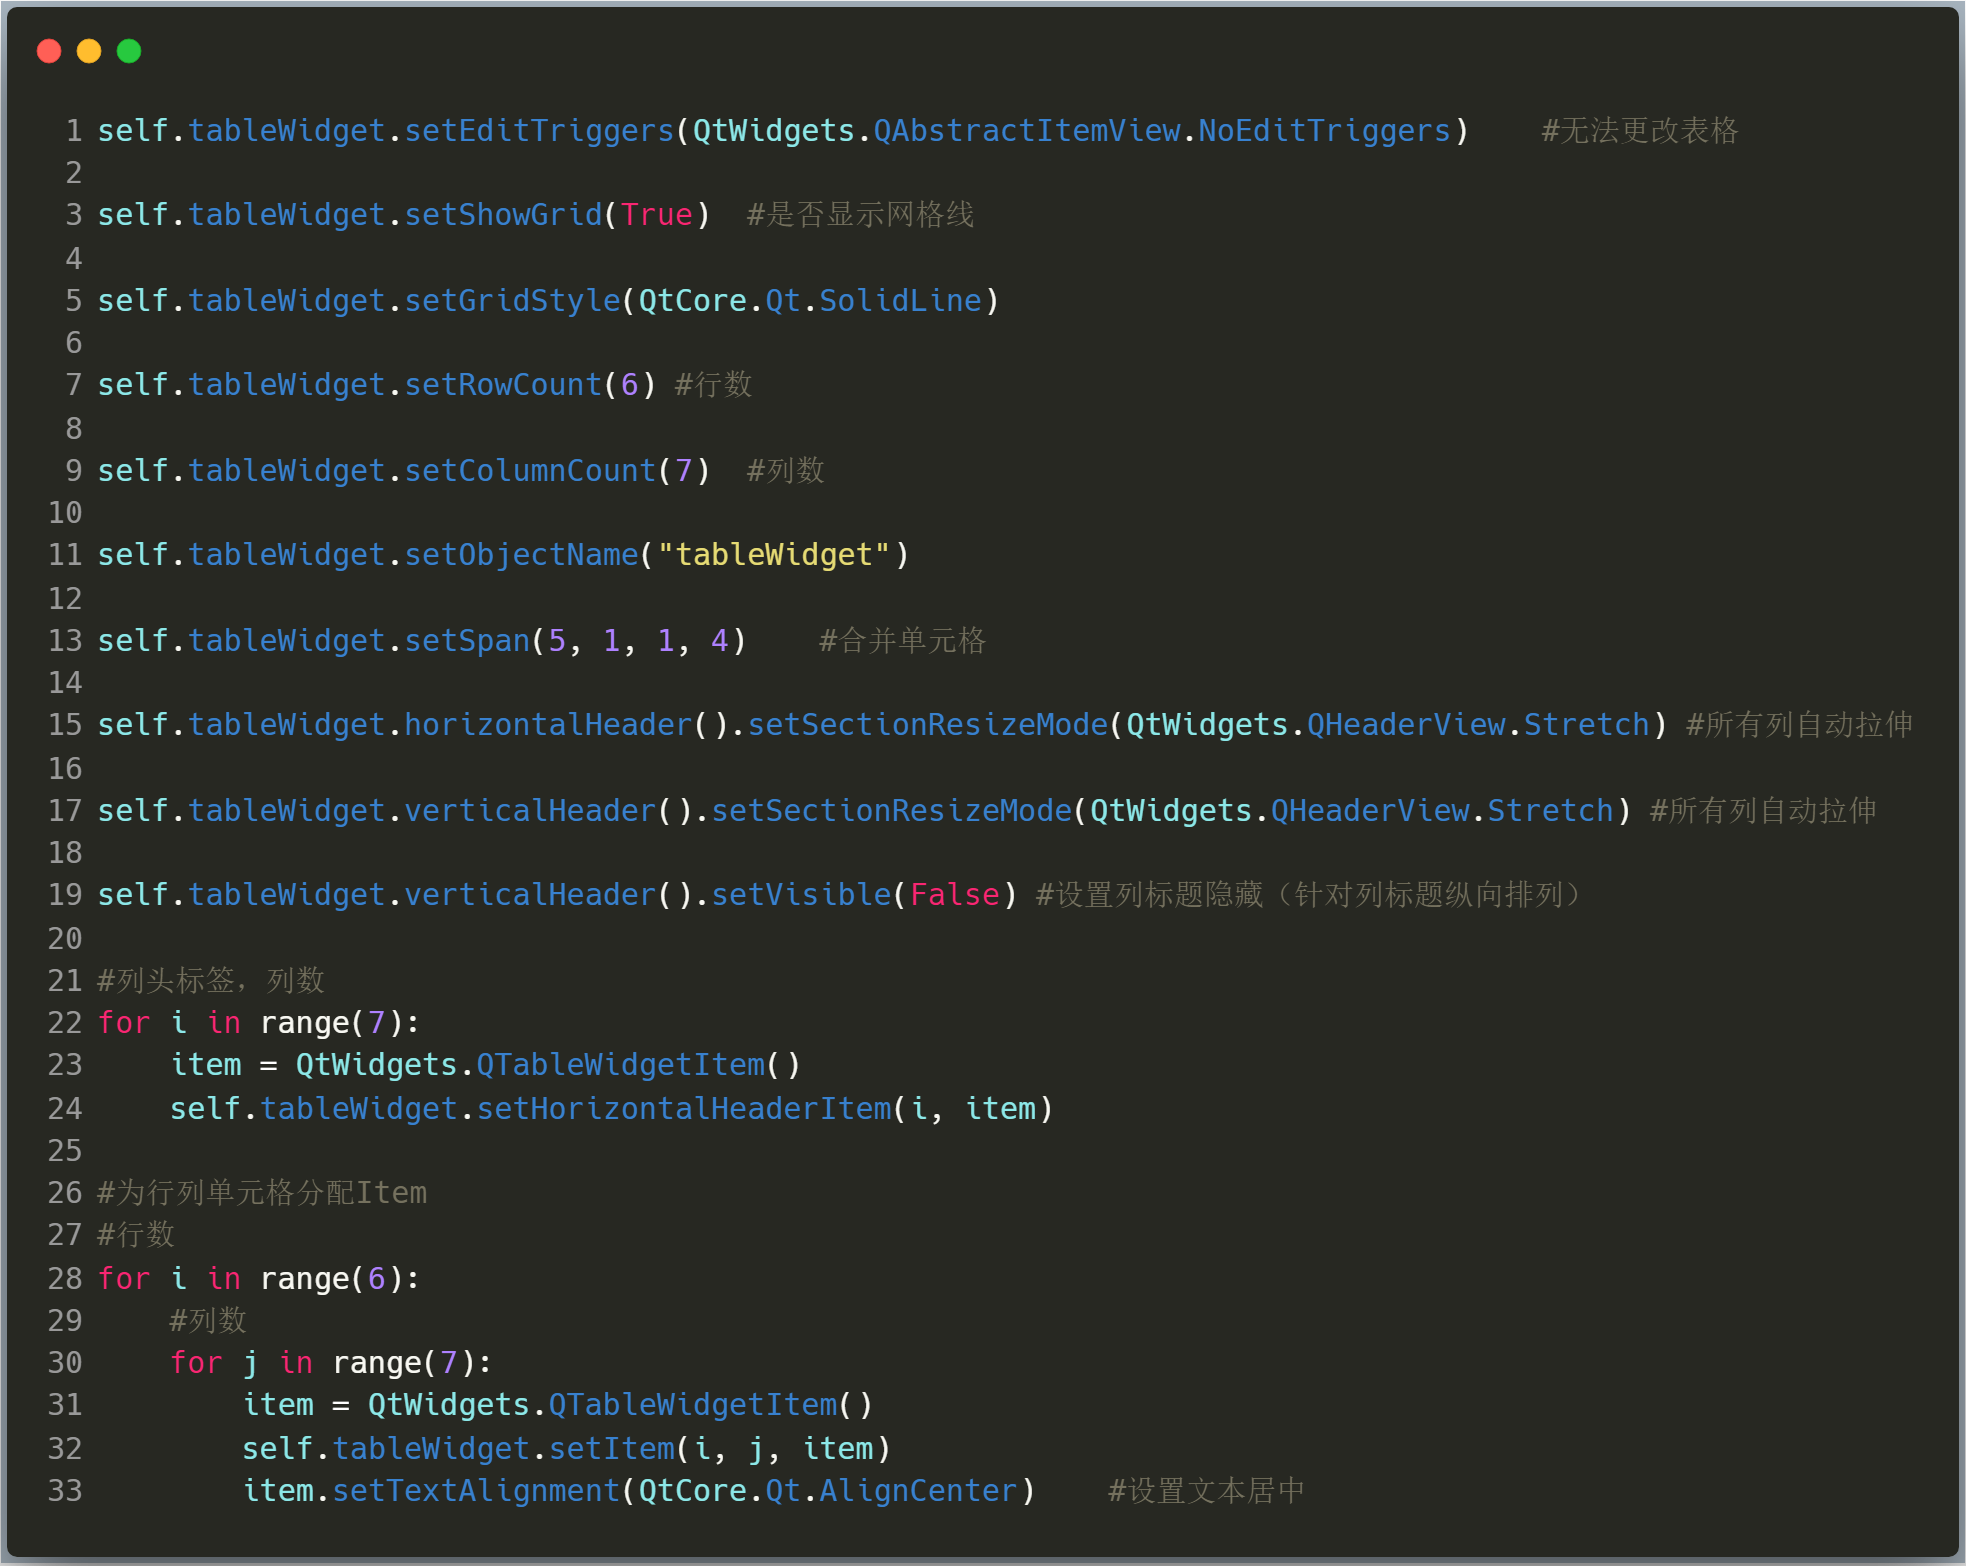 1 self.tableWidget.setEditTriggers(QtWidgets.QAbstractItemView.NoEditTriggers)    #无法更改表格
2
3 self.tableWidget.setShowGrid(True)  #是否显示网格线
4
5 self.tableWidget.setGridStyle(QtCore.Qt.SolidLine)
6
7 self.tableWidget.setRowCount(6) #行数
8
9 self.tableWidget.setColumnCount(7)  #列数
10
11 self.tableWidget.setObjectName("tableWidget")
12
13 self.tableWidget.setSpan(5, 1, 1, 4)    #合并单元格
14
15 self.tableWidget.horizontalHeader().setSectionResizeMode(QtWidgets.QHeaderView.Stretch) #所有列自动拉伸
16
17 self.tableWidget.verticalHeader().setSectionResizeMode(QtWidgets.QHeaderView.Stretch) #所有列自动拉伸
18
19 self.tableWidget.verticalHeader().setVisible(False) #设置列标题隐藏（针对列标题纵向排列）
20
21 #列头标签，列数
22 for i in range(7):
23     item = QtWidgets.QTableWidgetItem()
24     self.tableWidget.setHorizontalHeaderItem(i, item)
25
26 #为行列单元格分配Item
27 #行数
28 for i in range(6):
29     #列数
30     for j in range(7):
31         item = QtWidgets.QTableWidgetItem()
32         self.tableWidget.setItem(i, j, item)
33         item.setTextAlignment(QtCore.Qt.AlignCenter)    #设置文本居中